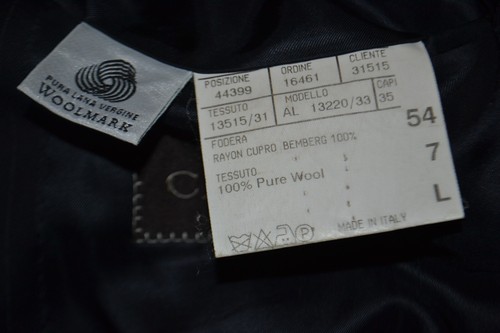 PURA LANA VERGINE
WOOLMARK
POSIZIONE ORDINE CLIENTE
44399 16461 31515
TESSUTO MODELLO CAPI
13515/31 AL 13220/33 35
FODERA
RAYON CUPRO BEMBERG 100%
54
TESSUTO
100% Pure Wool
7
L
MADE IN ITALY
C